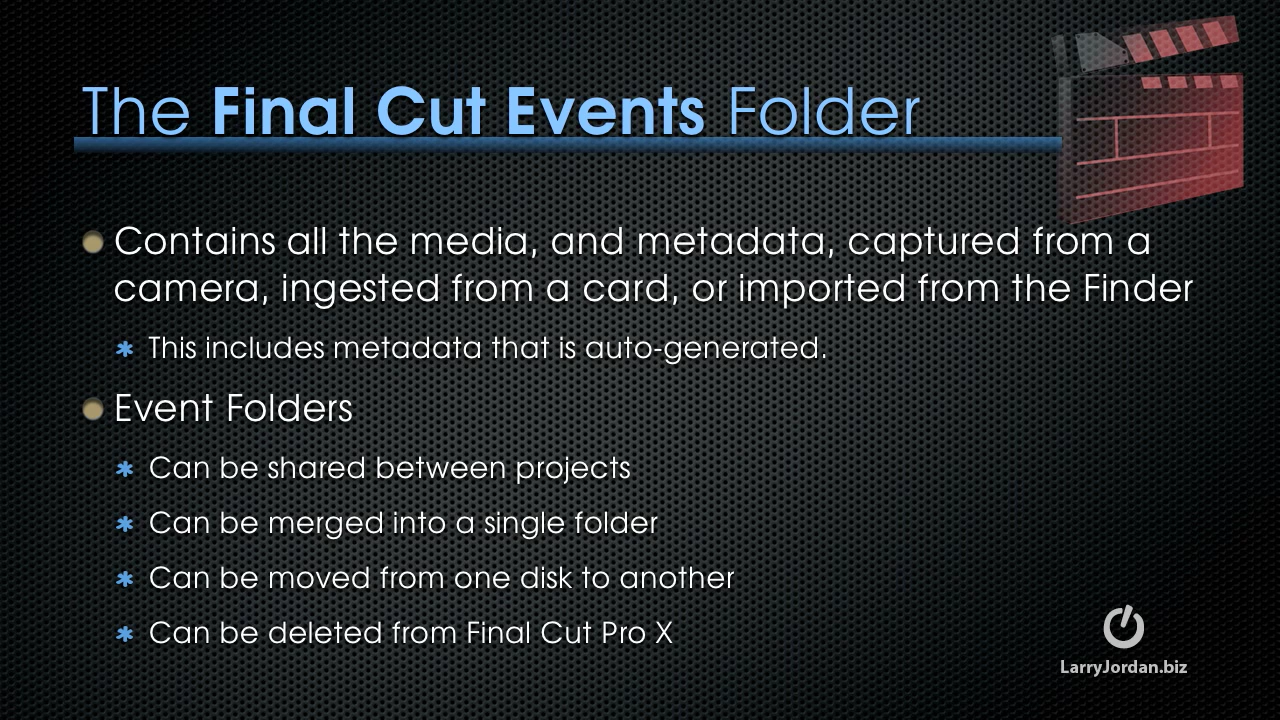 The Final Cut Events Folder
Contains all the media, and metadata, captured from a
camera, ingested from a card, or imported from the Finder
This includes metadata that is auto-generated.
Event Folders
Can be shared between projects
Can be merged into a single folder
Can be moved from one disk to another
Can be deleted from Final Cut Pro X
LarryJordan.biz